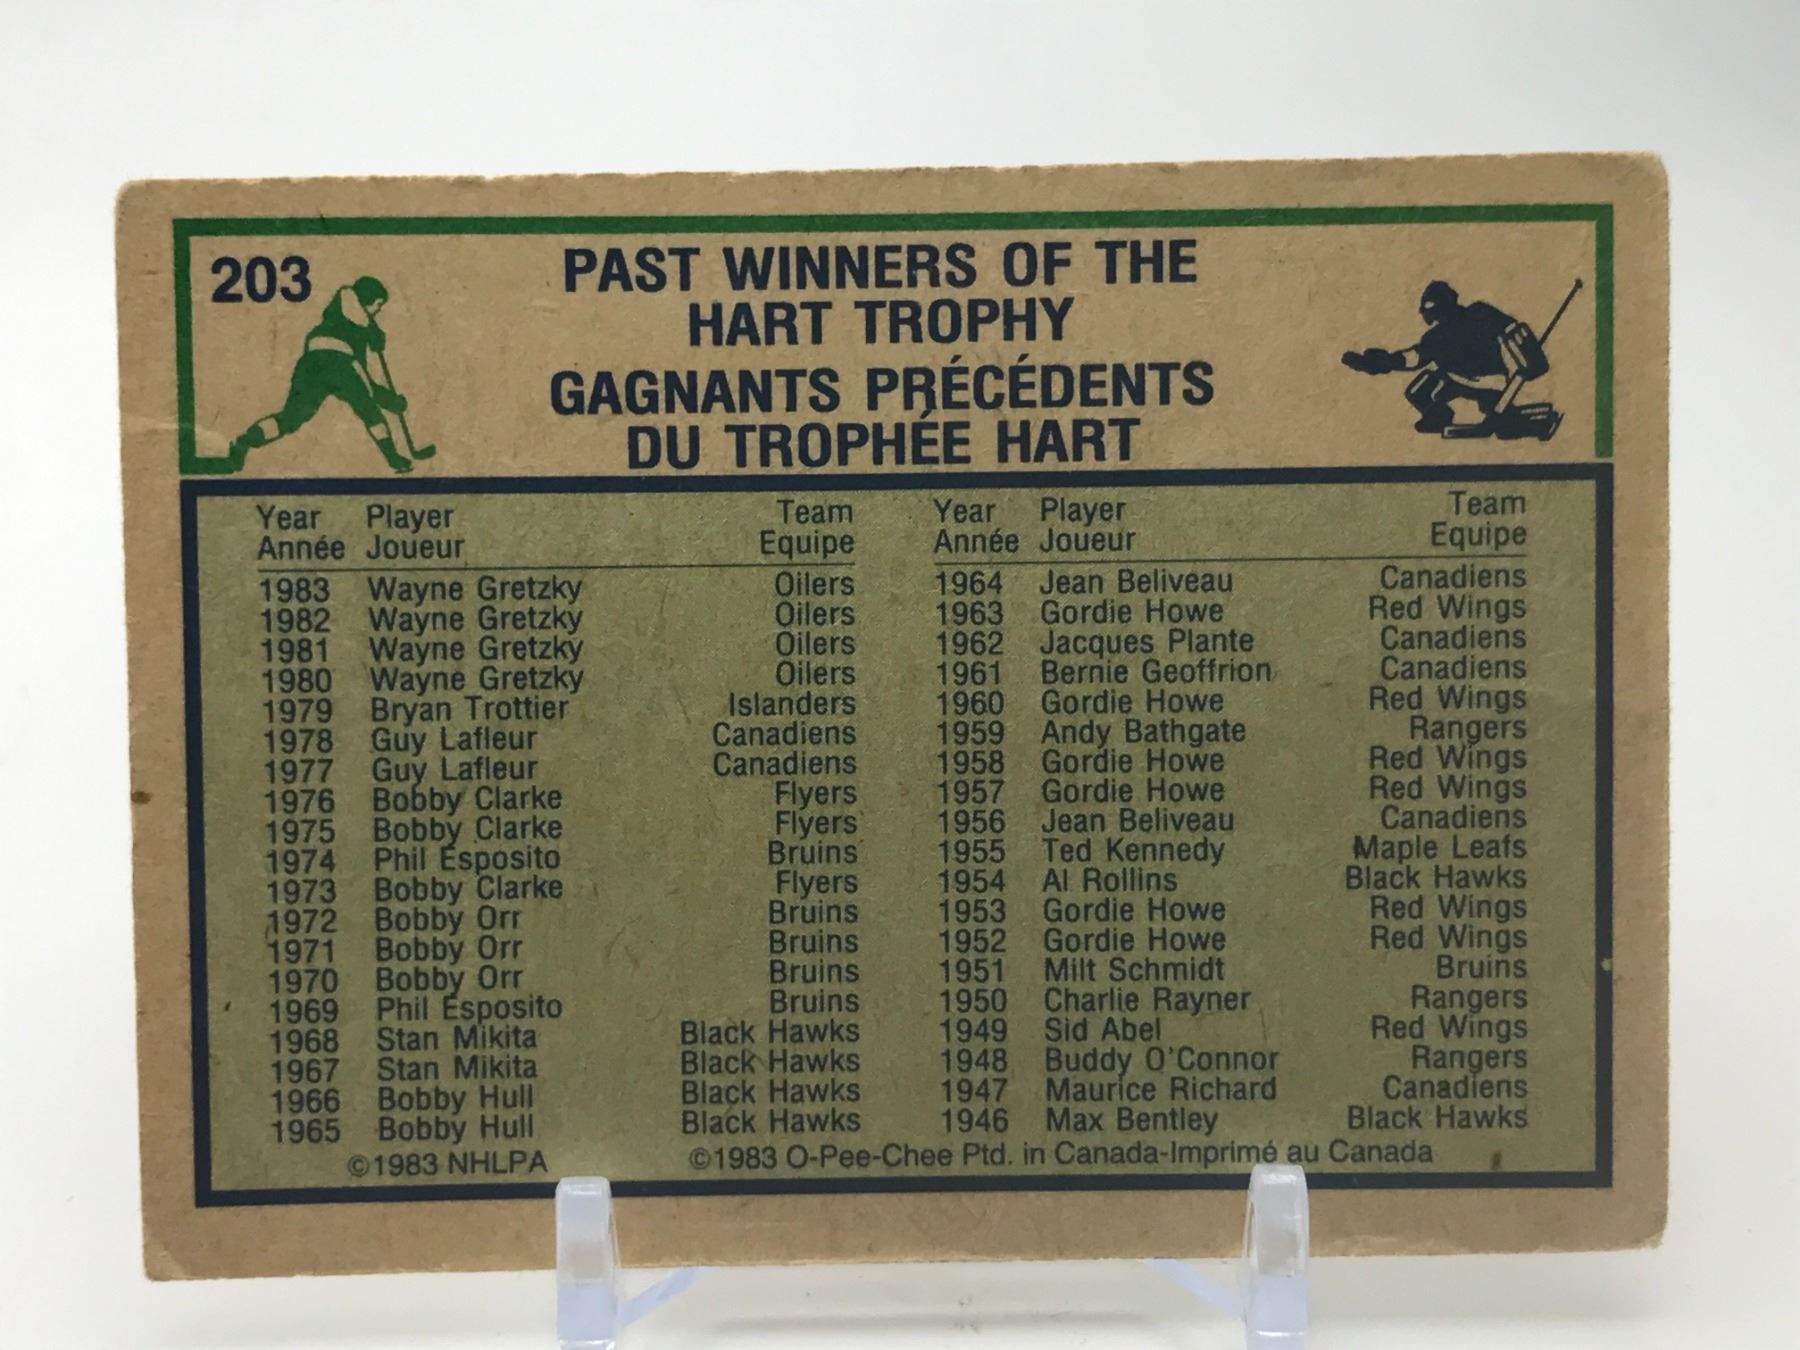 203
PAST WINNERS OF THE
HART TROPHY
GAGNANTS PRÉCÉDENTS
DU TROPHÉE HART
Year Player Team
Année Joueur Equipe
1983 Wayne Gretzky Oilers
1982 Wayne Gretzky Oilers
1981 Wayne Gretzky Oilers
1980 Wayne Gretzky Oilers
1979 Bryan Trottier Islanders
1978 Guy Lafleur Canadiens
1977 Guy Lafleur Canadiens
1976 Bobby Clarke Flyers
1975 Bobby Clarke Flyers
1974 Phil Esposito Bruins
1973 Bobby Clarke Flyers
1972 Bobby Orr Bruins
1971 Bobby Orr Bruins
1970 Bobby Orr Bruins
1969 Phil Esposito Bruins
1968 Stan Mikita Black Hawks
1967 Stan Mikita Black Hawks
1966 Bobby Hull Black Hawks
1965 Bobby Hull Black Hawks
Year Player Team
Année Joueur Equipe
1964 Jean Beliveau Canadiens
1963 Gordie Howe Red Wings
1962 Jacques Plante Canadiens
1961 Bernie Geoffrion Canadiens
1960 Gordie Howe Red Wings
1959 Andy Bathgate Rangers
1958 Gordie Howe Red Wings
1957 Gordie Howe Red Wings
1956 Jean Beliveau Canadiens
1955 Ted Kennedy Maple Leafs
1954 Al Rollins Black Hawks
1953 Gordie Howe Red Wings
1952 Gordie Howe Red Wings
1951 Milt Schmidt Bruins
1950 Charlie Rayner Rangers
1949 Sid Abel Red Wings
1948 Buddy O'Connor Rangers
1947 Maurice Richard Canadiens
1946 Max Bentley Black Hawks
©1983 NHLPA ©1983 O-Pee-Chee Ptd. in Canada-Imprimé au Canada